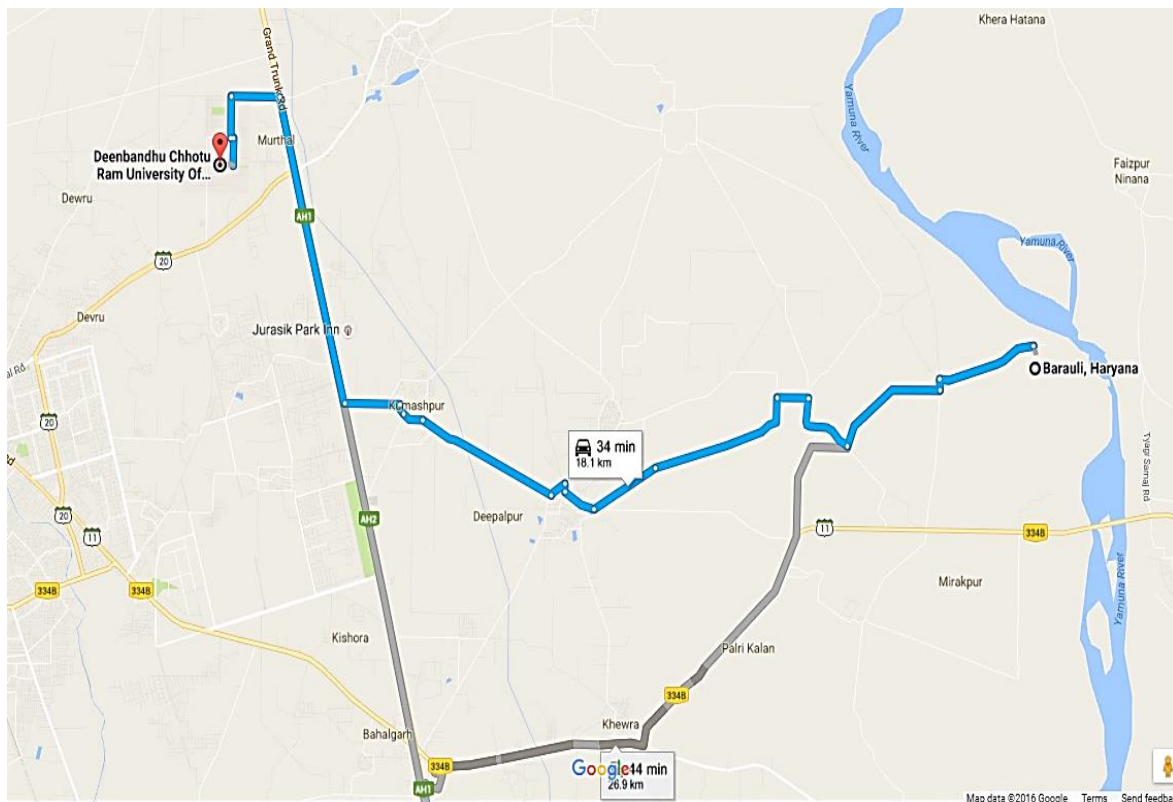 Khera Hatana
Grand Trunk Rd
Yamuna River
Murthal
Deenbandhu Chhotu
Ram University Of...
Faizpur
Ninana
Dewru
AH1
Yamuna River
20
Devru
Jurasik Park Inn
Barauli, Haryana
Kumashpur
20
34 min
18.1 km
Tyagi Samaj Rd
20
Deepalpur
AH2
11
11
334B
334B
Mirakpur
Yamuna River
Kishora
Palri Kalan
334B
Khewra
Bahalgarh
334B
Google
44 min
26.9 km
AH1
Map data ©2016 Google Terms Send feedba